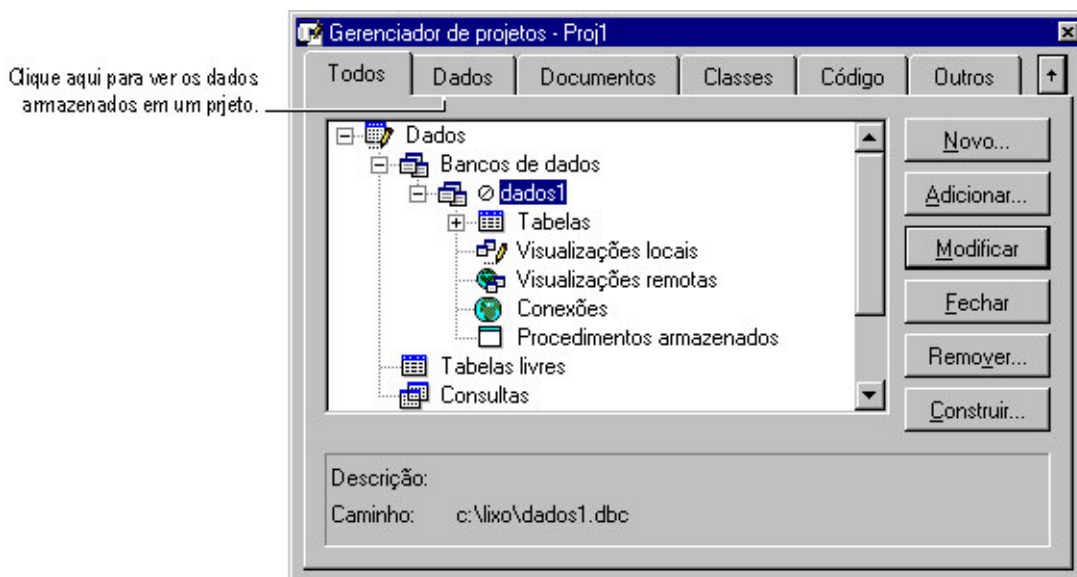 Gerenciador de projetos - Proj1
Clique aqui para ver os dados
armazenados em um prjeto.
Todos Dados Documentos Classes Código Outros
Dados
Bancos de dados
dados1
Tabelas
Visualizações locais
Visualizações remotas
Conexões
Procedimentos armazenados
Tabelas livres
Consultas
Novo...
Adicionar...
Modificar
Fechar
Remover...
Construir...
Descrição:
Caminho: c:\lixo\dados1.dbc